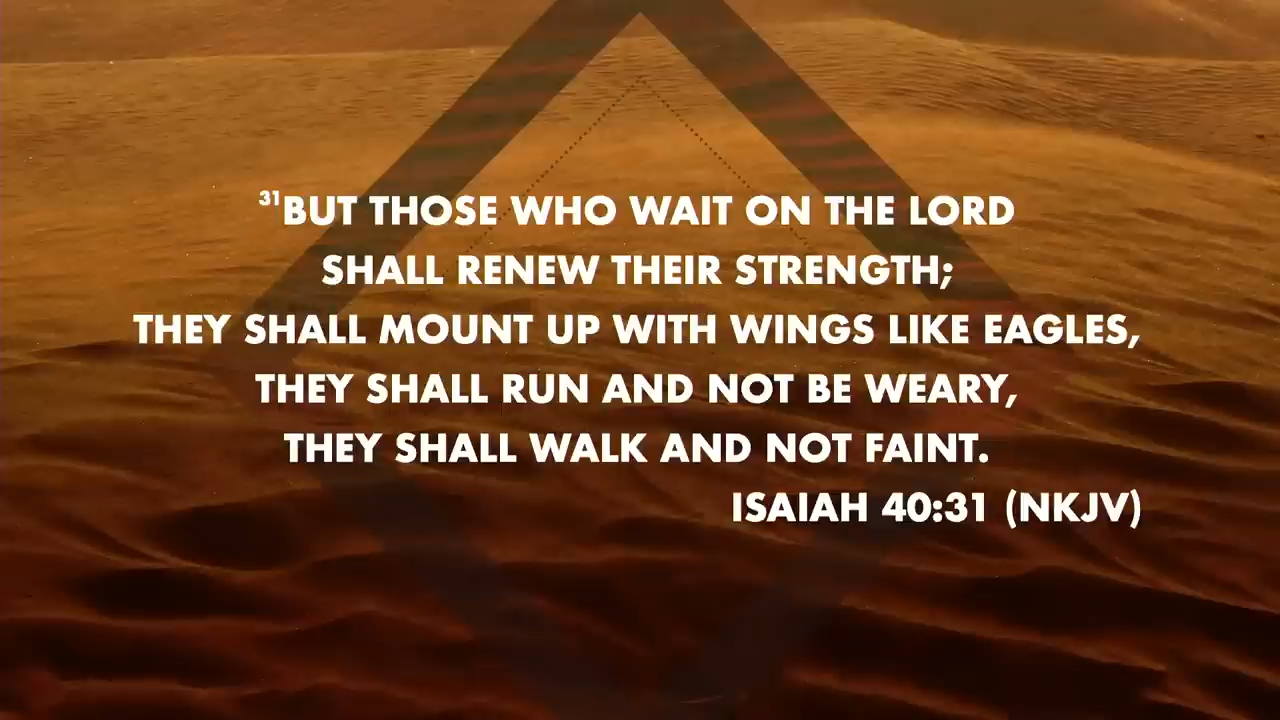 ³¹BUT THOSE WHO WAIT ON THE LORD
SHALL RENEW THEIR STRENGTH;
THEY SHALL MOUNT UP WITH WINGS LIKE EAGLES,
THEY SHALL RUN AND NOT BE WEARY,
THEY SHALL WALK AND NOT FAINT.
ISAIAH 40:31 (NKJV)